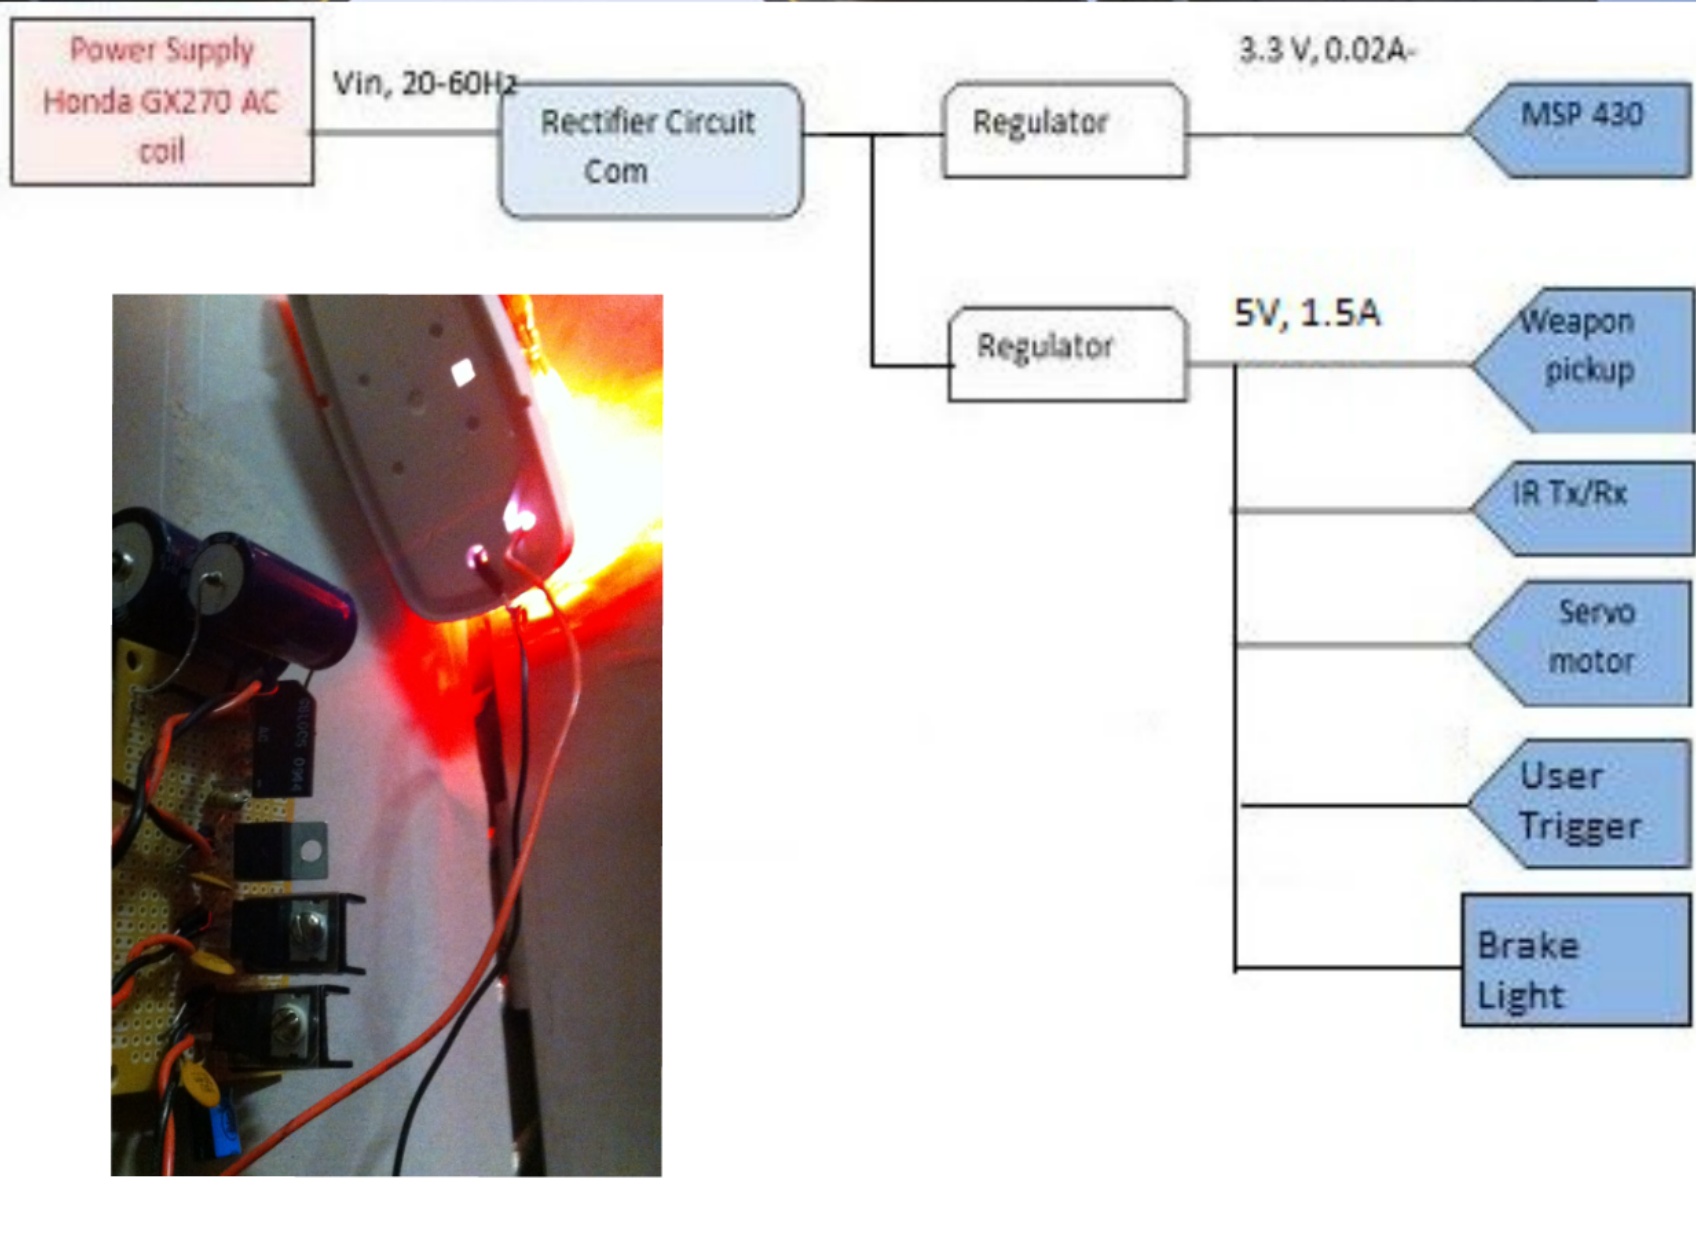 Power Supply
Honda GX270 AC
coil
Vin, 20-60Hz
Rectifier Circuit
Com
Regulator
3.3 V, 0.02A-
MSP 430
Regulator
5V, 1.5A
Weapon
pickup
IR Tx/Rx
Servo
motor
User
Trigger
Brake
Light